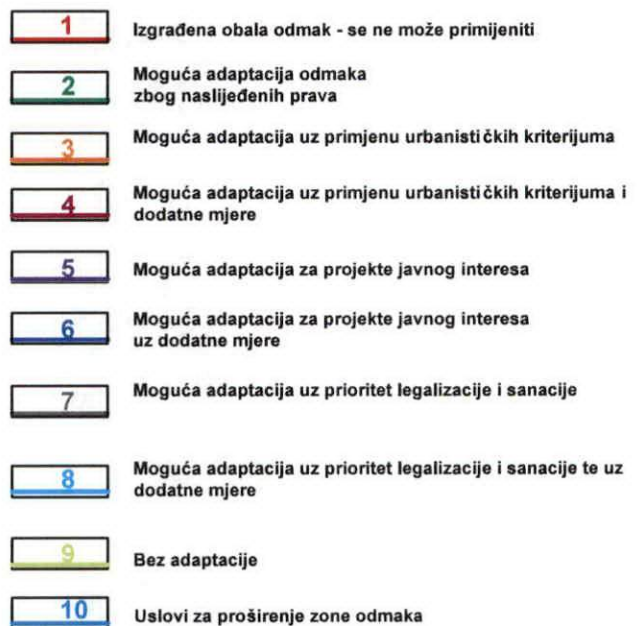 1 Izgrađena obala odmak - se ne može primijeniti
2 Moguća adaptacija odmaka
zbog naslijeđenih prava
3 Moguća adaptacija uz primjenu urbanističkih kriterijuma
4 Moguća adaptacija uz primjenu urbanističkih kriterijuma i
dodatne mjere
5 Moguća adaptacija za projekte javnog interesa
6 Moguća adaptacija za projekte javnog interesa
uz dodatne mjere
7 Moguća adaptacija uz prioritet legalizacije i sanacije
8 Moguća adaptacija uz prioritet legalizacije i sanacije te uz
dodatne mjere
9 Bez adaptacije
10 Uslovi za proširenje zone odmaka